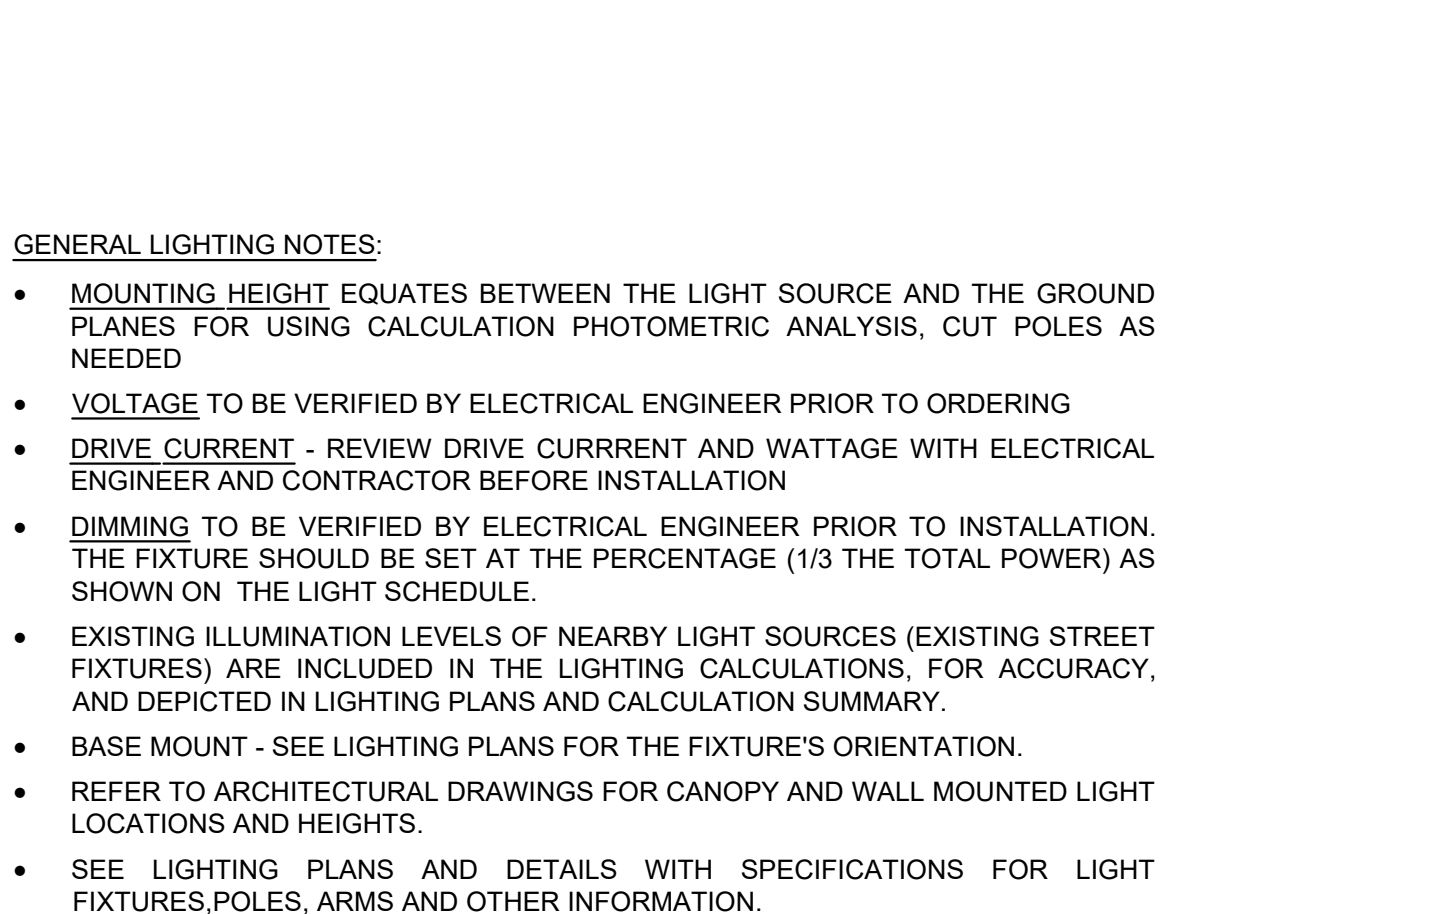 GENERAL LIGHTING NOTES:
• MOUNTING HEIGHT EQUATES BETWEEN THE LIGHT SOURCE AND THE GROUND
PLANES FOR USING CALCULATION PHOTOMETRIC ANALYSIS, CUT POLES AS
NEEDED
• VOLTAGE TO BE VERIFIED BY ELECTRICAL ENGINEER PRIOR TO ORDERING
• DRIVE CURRENT - REVIEW DRIVE CURRRENT AND WATTAGE WITH ELECTRICAL
ENGINEER AND CONTRACTOR BEFORE INSTALLATION
• DIMMING TO BE VERIFIED BY ELECTRICAL ENGINEER PRIOR TO INSTALLATION.
THE FIXTURE SHOULD BE SET AT THE PERCENTAGE (1/3 THE TOTAL POWER) AS
SHOWN ON  THE LIGHT SCHEDULE.
• EXISTING ILLUMINATION LEVELS OF NEARBY LIGHT SOURCES (EXISTING STREET
FIXTURES) ARE INCLUDED IN THE LIGHTING CALCULATIONS, FOR ACCURACY,
AND DEPICTED IN LIGHTING PLANS AND CALCULATION SUMMARY.
• BASE MOUNT - SEE LIGHTING PLANS FOR THE FIXTURE'S ORIENTATION.
• REFER TO ARCHITECTURAL DRAWINGS FOR CANOPY AND WALL MOUNTED LIGHT
LOCATIONS AND HEIGHTS.
• SEE LIGHTING PLANS AND DETAILS WITH SPECIFICATIONS FOR LIGHT
FIXTURES,POLES, ARMS AND OTHER INFORMATION.